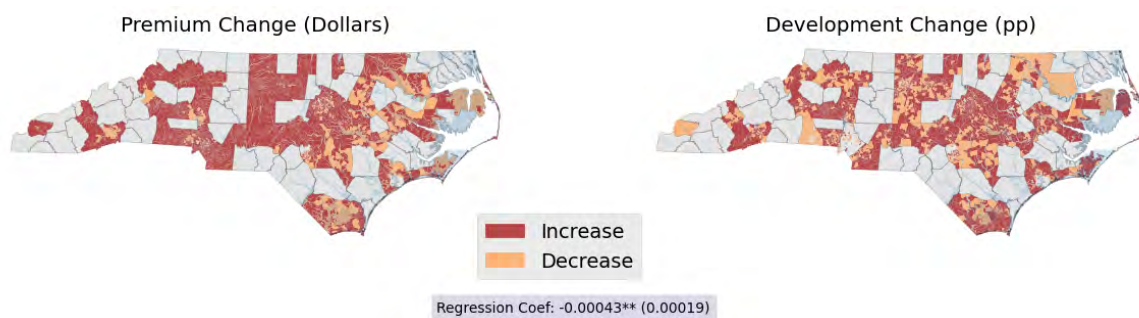 Premium Change (Dollars)
Development Change (pp)
Increase
Decrease
Regression Coef: -0.00043** (0.00019)